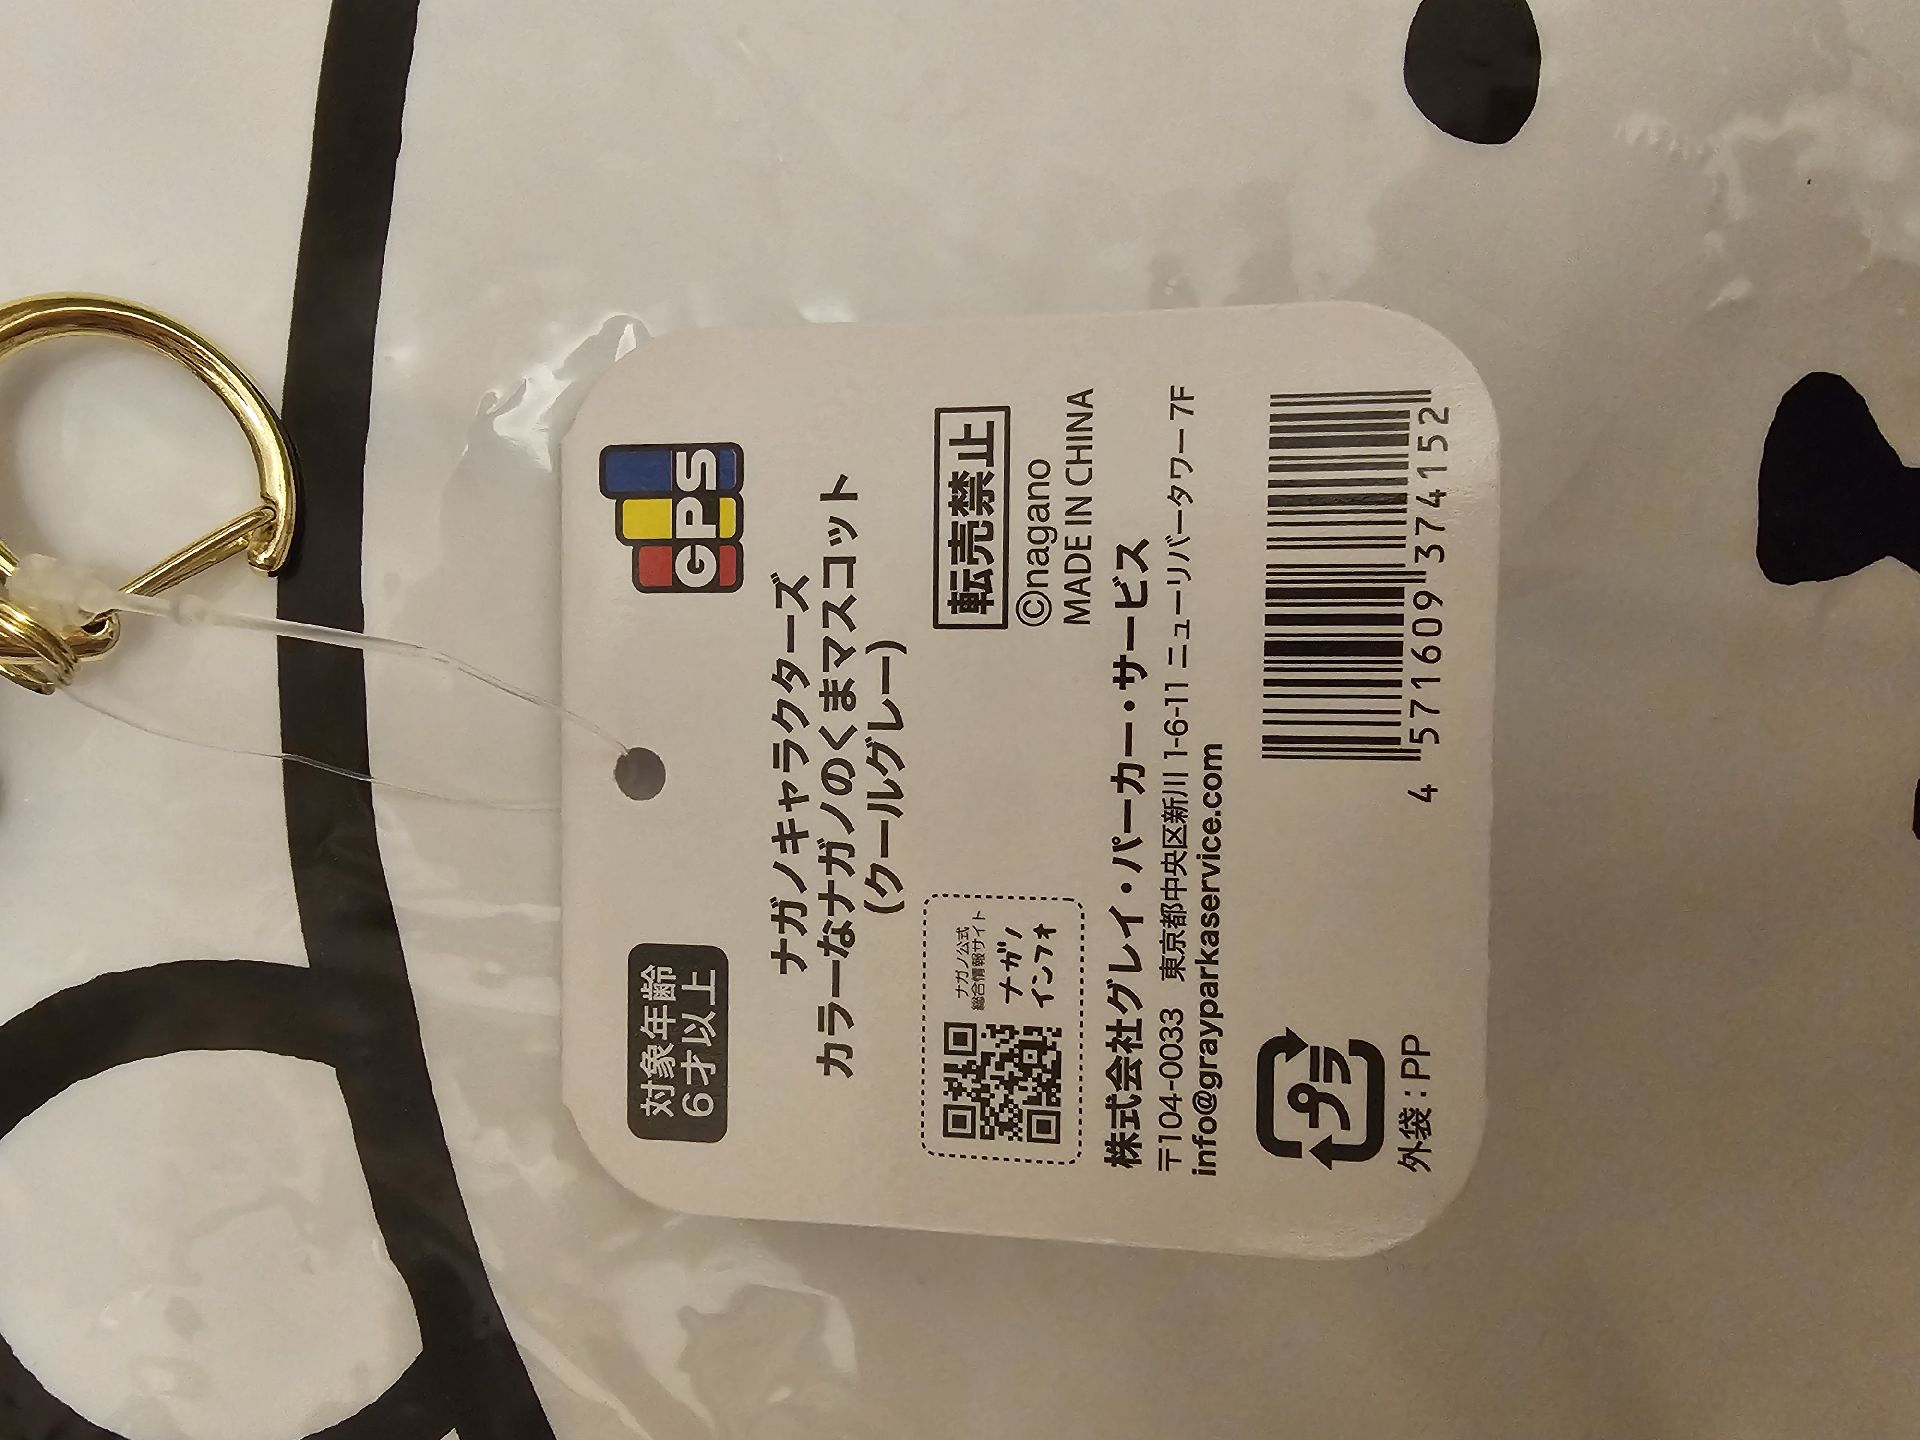 対象年齢
6才以上
GPS
ナガノキャラクターズ
カラーなナガノのくまマスコット
(クールグレー)
ナガノ公式
総合情報サイト
ナガノ
インフォ
転売禁止
©nagano
MADE IN CHINA
株式会社グレイ・パーカー・サービス
〒104-0033 東京都中央区新川 1-6-11 ニューリバータワー 7F
info@grayparkaservice.com
プラ
外袋:PP
4 571609 374152